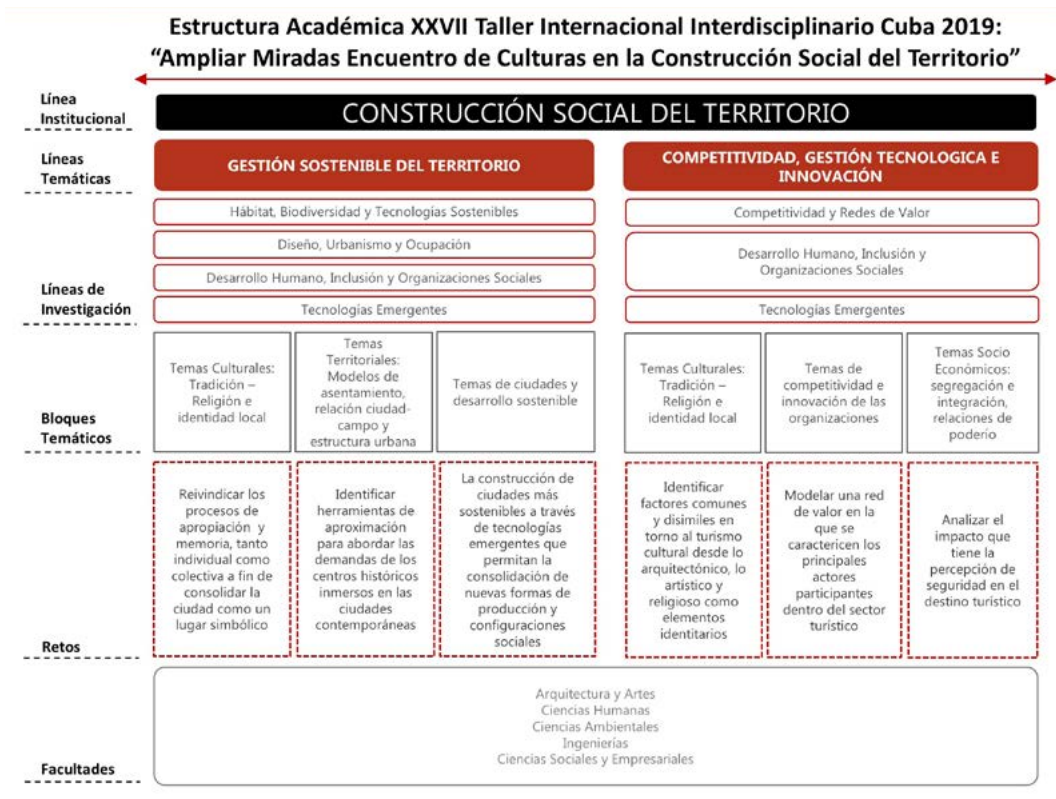 Estructura Académica XXVII Taller Internacional Interdisciplinario Cuba 2019:
“Ampliar Miradas Encuentro de Culturas en la Construcción Social del Territorio”
Línea
Institucional
CONSTRUCCIÓN SOCIAL DEL TERRITORIO
Líneas
Temáticas
GESTIÓN SOSTENIBLE DEL TERRITORIO
COMPETITIVIDAD, GESTIÓN TECNOLOGICA E
INNOVACIÓN
Líneas de
Investigación
Hábitat, Biodiversidad y Tecnologías Sostenibles
Diseño, Urbanismo y Ocupación
Desarrollo Humano, Inclusión y Organizaciones Sociales
Tecnologías Emergentes
Competitividad y Redes de Valor
Desarrollo Humano, Inclusión y
Organizaciones Sociales
Tecnologías Emergentes
Bloques
Temáticos
Temas Culturales:
Tradición –
Religión e
identidad local
Temas
Territoriales:
Modelos de
asentamiento,
relación ciudad-
campo y
estructura urbana
Temas de ciudades y
desarrollo sostenible
Temas Culturales:
Tradición –
Religión e
identidad local
Temas de
competitividad e
innovación de las
organizaciones
Temas Socio
Económicos:
segregación e
integración,
relaciones de
poderío
Retos
Reivindicar los
procesos de
apropiación y
memoria, tanto
individual como
colectiva a fin de
consolidar la
ciudad como un
lugar simbólico
Identificar
herramientas de
aproximación
para abordar las
demandas de los
centros históricos
inmersos en las
ciudades
contemporáneas
La construcción de
ciudades más
sostenibles a través
de tecnologías
emergentes que
permitan la
consolidación de
nuevas formas de
producción y
configuraciones
sociales
Identificar
factores comunes
y disimiles en
torno al turismo
cultural desde lo
arquitectónico, lo
artístico y
religioso como
elementos
identitarios
Modelar una red
de valor en la
que se
caractericen los
principales
actores
participantes
dentro del sector
turístico
Analizar el
impacto que
tiene la
percepción de
seguridad en el
destino turístico
Facultades
Arquitectura y Artes
Ciencias Humanas
Ciencias Ambientales
Ingenierías
Ciencias Sociales y Empresariales